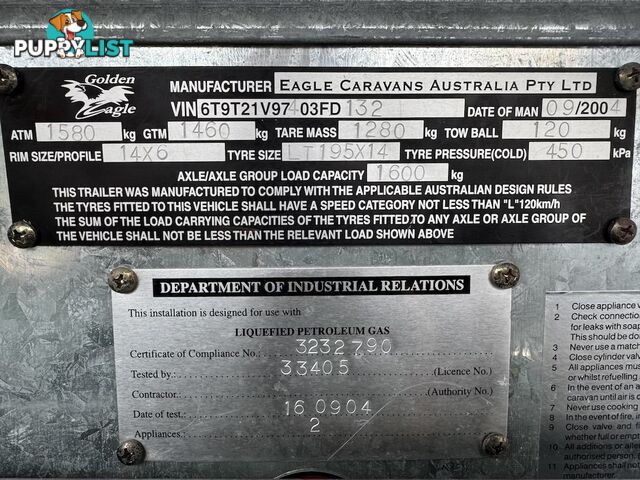 PUPPYLIST
Golden Eagle
MANUFACTURER EAGLE CARAVANS AUSTRALIA PTY LTD
VIN 6T9T21V97403FD132 DATE OF MAN 09/2004
ATM 1580 kg GTM 1460 kg TARE MASS 1280 kg TOW BALL 120 kg
RIM SIZE/PROFILE 14X6 TYRE SIZE LT195X14 TYRE PRESSURE(COLD) 450 kPa
AXLE/AXLE GROUP LOAD CAPACITY 1600 kg
THIS TRAILER WAS MANUFACTURED TO COMPLY WITH THE APPLICABLE AUSTRALIAN DESIGN RULES
THE TYRES FITTED TO THIS VEHICLE SHALL HAVE A SPEED CATEGORY NOT LESS THAN "L"120km/h
THE SUM OF THE LOAD CARRYING CAPACITIES OF THE TYRES FITTED TO ANY AXLE OR AXLE GROUP OF
THE VEHICLE SHALL NOT BE LESS THAN THE RELEVANT LOAD SHOWN ABOVE
DEPARTMENT OF INDUSTRIAL RELATIONS
This installation is designed for use with
LIQUEFIED PETROLEUM GAS
Certificate of Compliance No.: 3232790
Tested by: 33405 (Licence No.)
Contractor: (Authority No.)
Date of test: 16 0904
Appliances: 2
1 Close appliance v
2 Check connection
for leaks with soap
3 Never use a match
4 Close cylinder valv
5 All appliances mus
or whilst refuelling
6 In the event of an a
caravan until air is c
7 Never use cooking
8 In the event of fire, i
9 Close valve and f
whether full or empt
10 All additions or alter
authorised person. (
11 Appliances shall not